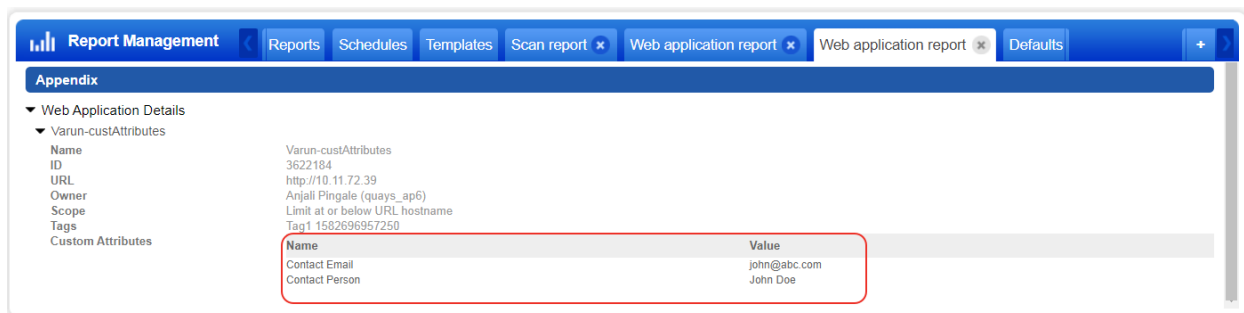 Report Management Reports Schedules Templates Scan report Web application report Web application report Defaults +
Appendix
Web Application Details
Varun-custAttributes
Name Varun-custAttributes
ID 3622184
URL http://10.11.72.39
Owner Anjali Pingale (quays_ap6)
Scope Limit at or below URL hostname
Tags Tag1 1582696957250
Custom Attributes Name Value
Contact Email john@abc.com
Contact Person John Doe